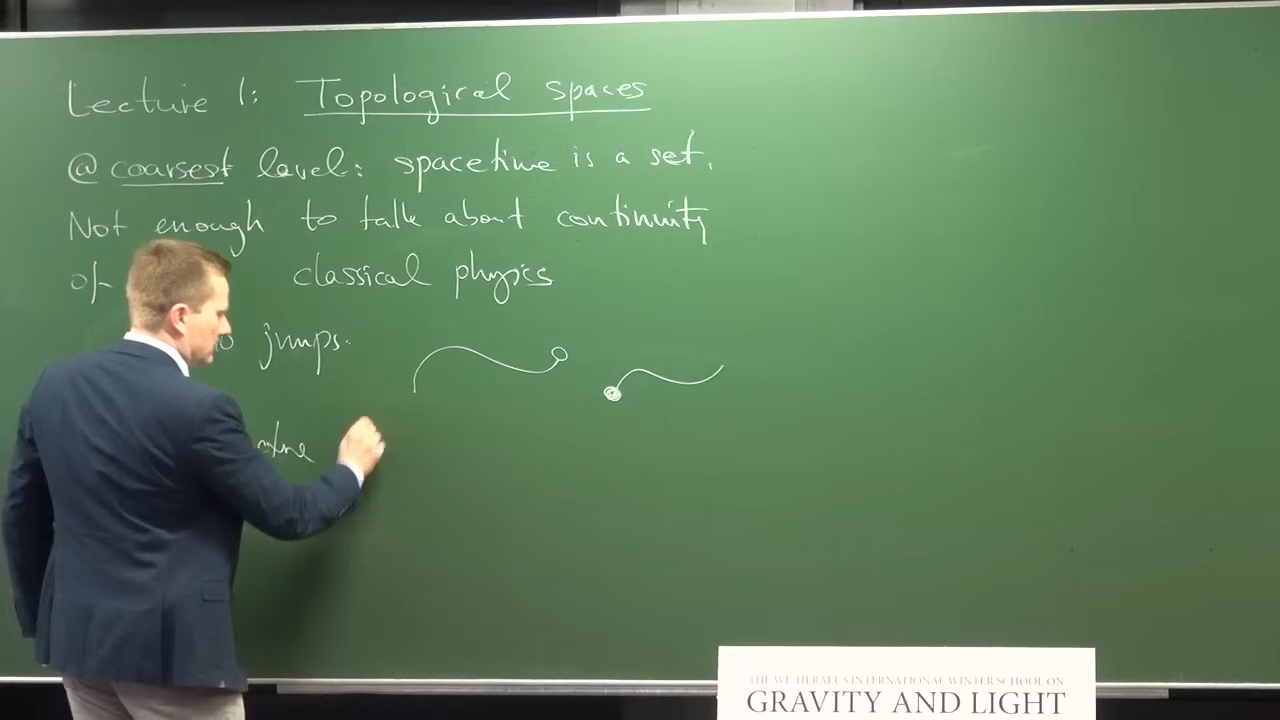 Lecture 1: Topological spaces
@ coarsest level: spacetime is a set.
Not enough to talk about continuity
of classical physics
jumps.
THE WE-HERAEUS INTERNATIONAL WINTER SCHOOL ON
GRAVITY AND LIGHT